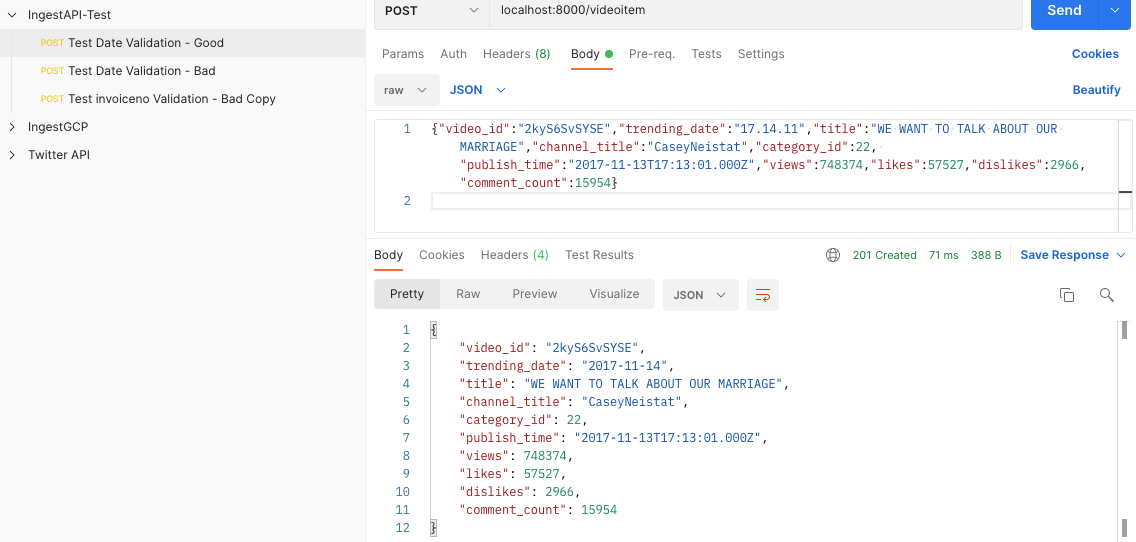 IngestAPI-Test
POST Test Date Validation - Good
POST Test Date Validation - Bad
POST Test invoiceno Validation - Bad Copy
IngestGCP
Twitter API
POST localhost:8000/videoitem Send
Params Auth Headers (8) Body Pre-req. Tests Settings Cookies
raw JSON Beautify
1 {"video_id":"2kyS6SvSYSE","trending_date":"17.14.11","title":"WE WANT TO TALK ABOUT OUR
MARRIAGE","channel_title":"CaseyNeistat","category_id":22,
"publish_time":"2017-11-13T17:13:01.000Z","views":748374,"likes":57527,"dislikes":2966,
"comment_count":15954}
2
Body Cookies Headers (4) Test Results 201 Created 71 ms 388 B Save Response
Pretty Raw Preview Visualize JSON
1 {
2 "video_id": "2kyS6SvSYSE",
3 "trending_date": "2017-11-14",
4 "title": "WE WANT TO TALK ABOUT OUR MARRIAGE",
5 "channel_title": "CaseyNeistat",
6 "category_id": 22,
7 "publish_time": "2017-11-13T17:13:01.000Z",
8 "views": 748374,
9 "likes": 57527,
10 "dislikes": 2966,
11 "comment_count": 15954
12 }